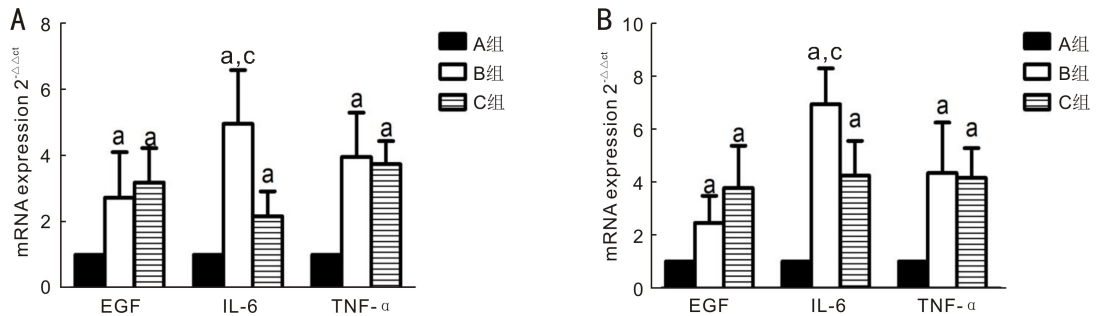 A
mRNA expression 2^-△△ct
8
6
4
2
0
a
a
a,c
a
a
a
EGF
IL-6
TNF-α
A组
B组
C组
B
mRNA expression 2^-△△ct
10
8
6
4
2
0
a
a
a,c
a
a
a
EGF
IL-6
TNF-α
A组
B组
C组